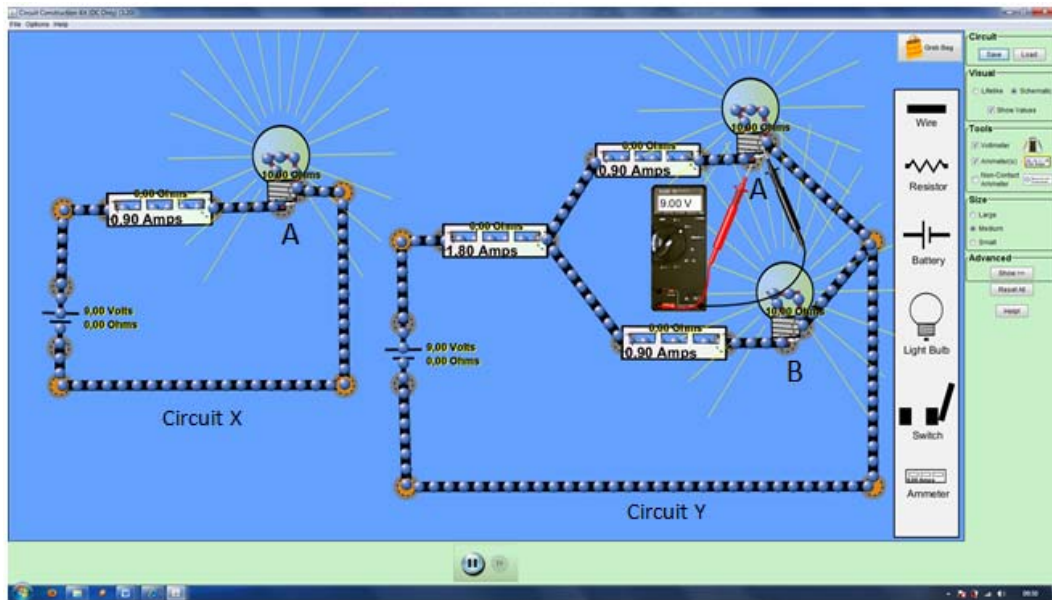 Circuit Construction Kit (DC Only) (3.20)
File Options Help
Grab Bag
Circuit
Save Load
Visual
Lifelike Schematic
Show Values
Tools
Voltmeter
Ammeter(s)
Non-Contact
Ammeter
Size
Large
Medium
Small
Advanced
Show >>
Reset All
Help!
Wire
Resistor
Battery
Light Bulb
Switch
Ammeter
0,00 Ohms
0.90 Amps
10,00 Ohms
A
9,00 Volts
0,00 Ohms
Circuit X
0,00 Ohms
1.80 Amps
0,00 Ohms
0.90 Amps
10,00 Ohms
A
9.00 V
0,00 Ohms
0.90 Amps
10,00 Ohms
B
9,00 Volts
0,00 Ohms
Circuit Y